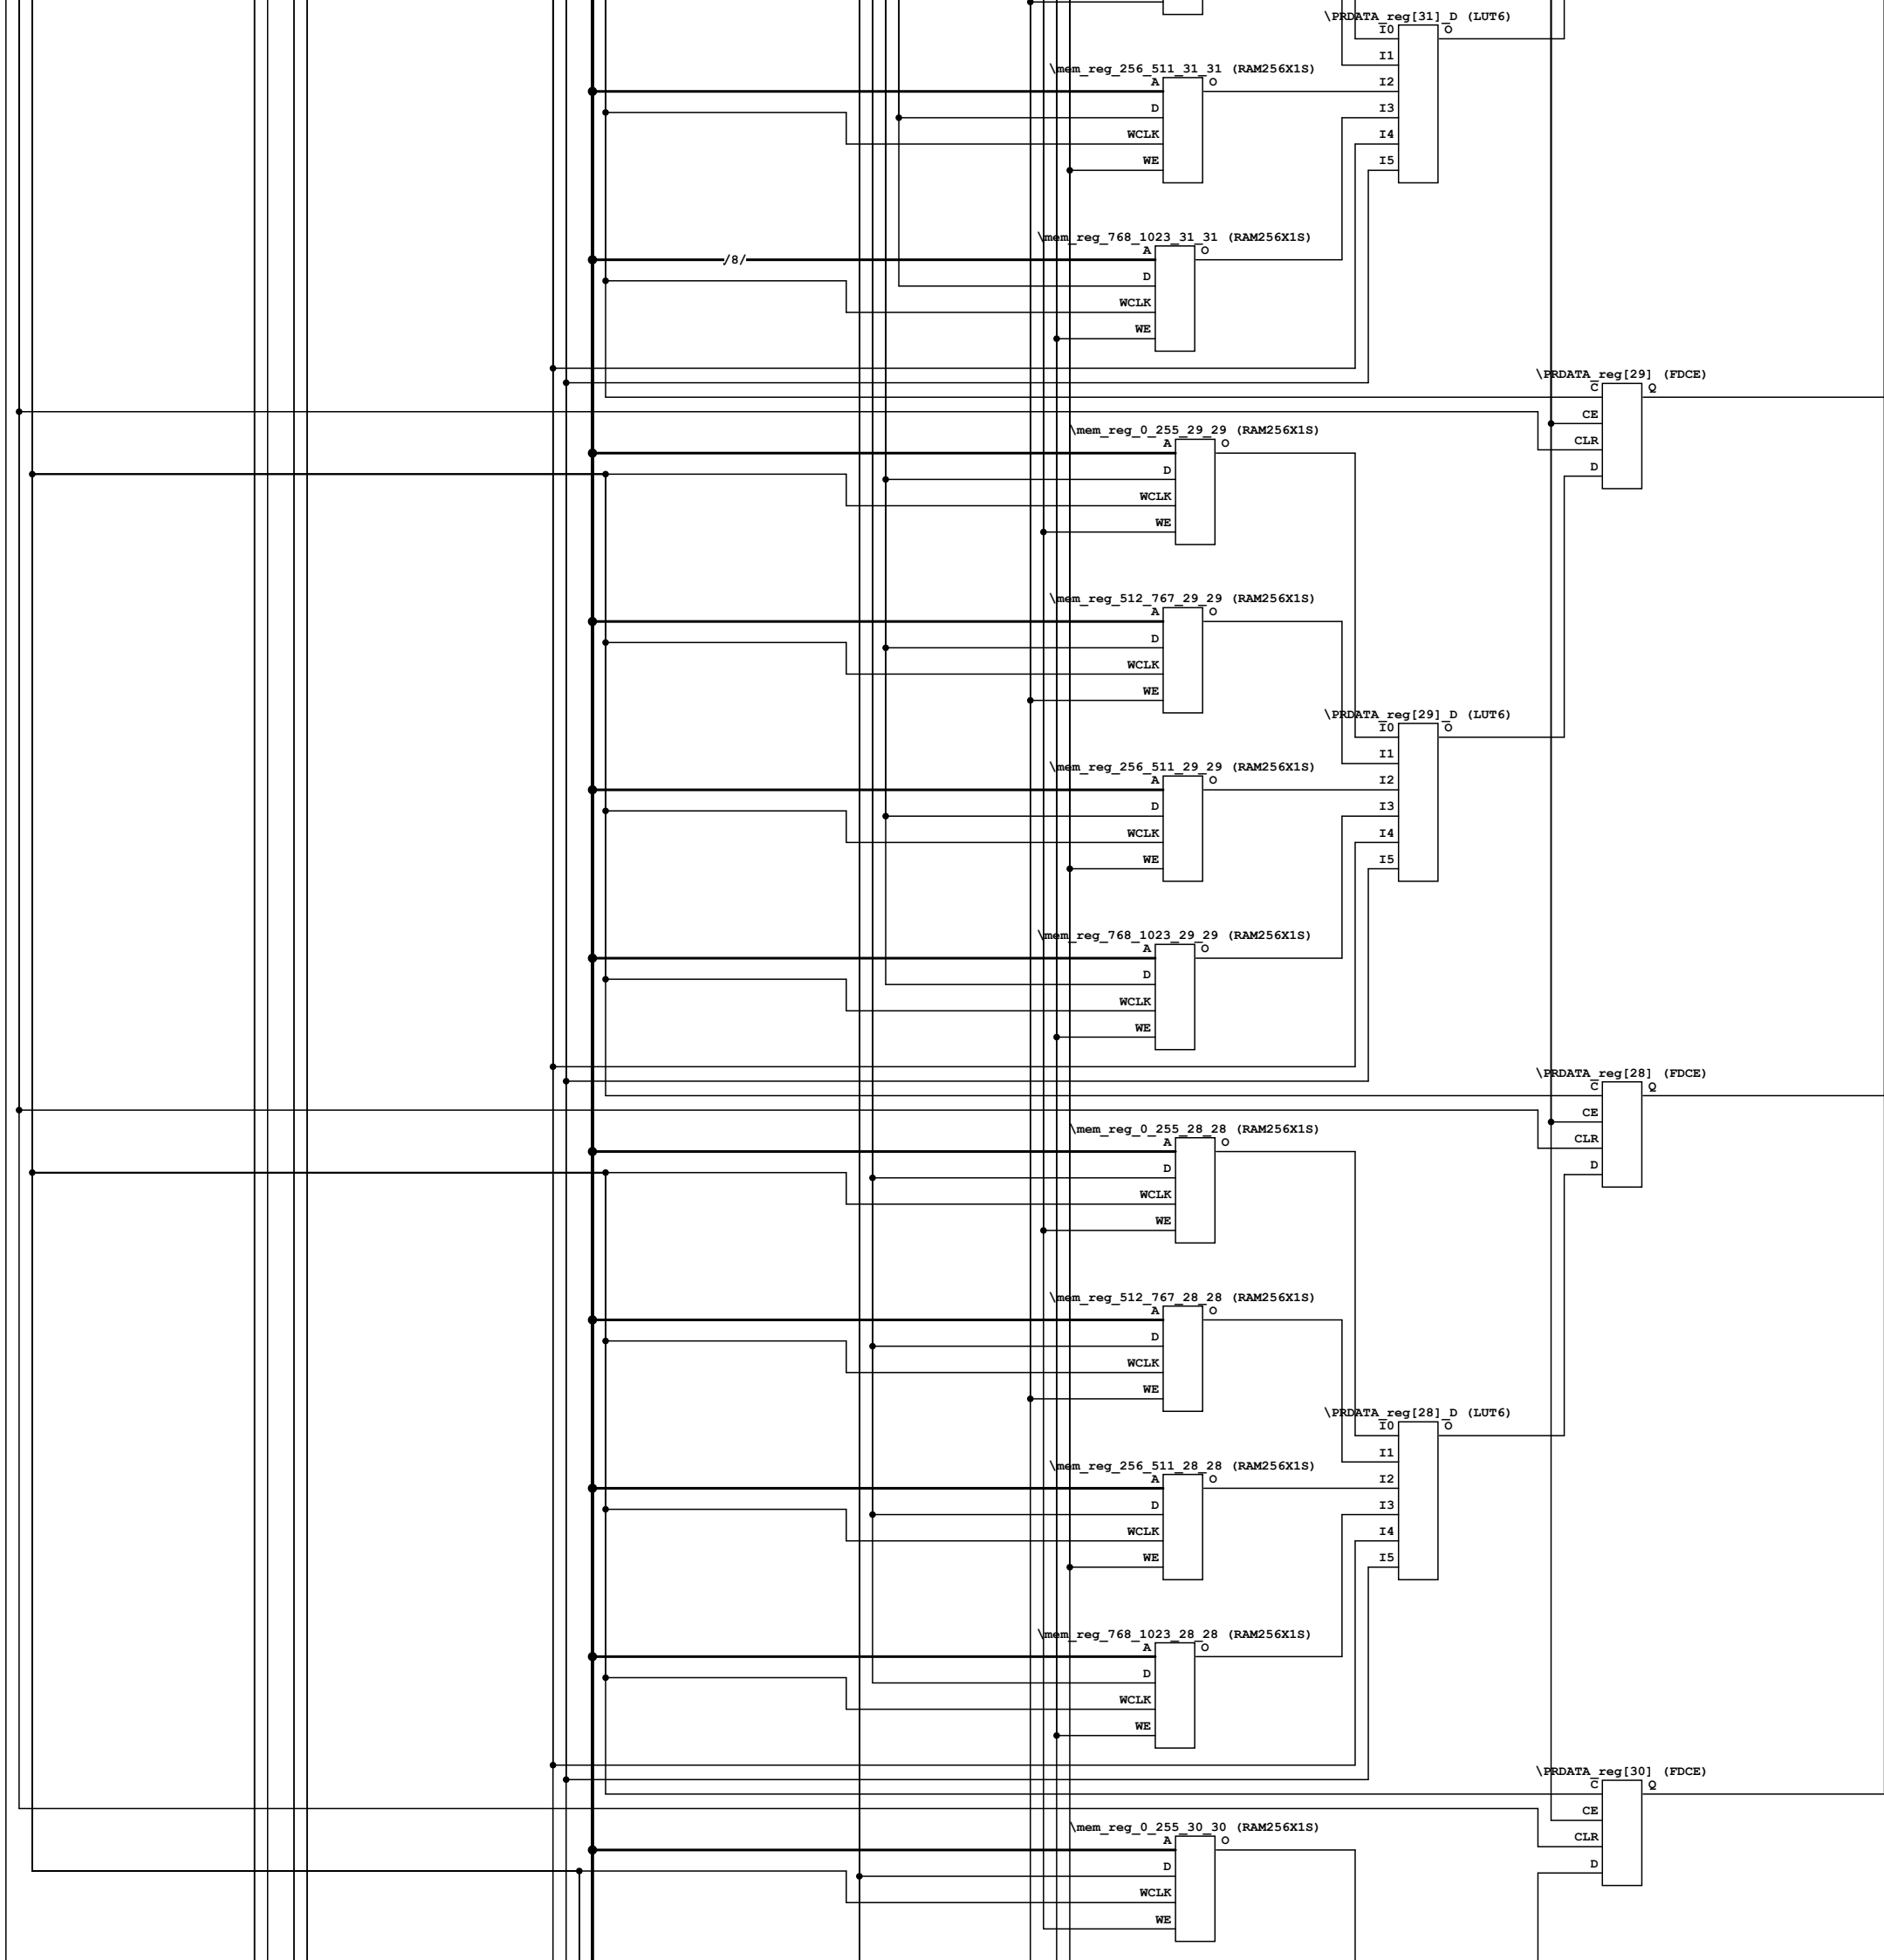 \PRDATA_reg[31]_D (LUT6)
I0 O
I1
\mem_reg_256_511_31_31 (RAM256X1S)
A O I2
D I3
WCLK I4
WE I5
\mem_reg_768_1023_31_31 (RAM256X1S)
A O
/8/
D
WCLK
WE
\PRDATA_reg[29] (FDCE)
C Q
CE
\mem_reg_0_255_29_29 (RAM256X1S)
A O CLR
D D
WCLK
WE
\mem_reg_512_767_29_29 (RAM256X1S)
A O
D
WCLK
WE
\PRDATA_reg[29]_D (LUT6)
I0 O
I1
\mem_reg_256_511_29_29 (RAM256X1S)
A O I2
D I3
WCLK I4
WE I5
\mem_reg_768_1023_29_29 (RAM256X1S)
A O
D
WCLK
WE
\PRDATA_reg[28] (FDCE)
C Q
CE
\mem_reg_0_255_28_28 (RAM256X1S)
A O CLR
D D
WCLK
WE
\mem_reg_512_767_28_28 (RAM256X1S)
A O
D
WCLK
WE
\PRDATA_reg[28]_D (LUT6)
I0 O
I1
\mem_reg_256_511_28_28 (RAM256X1S)
A O I2
D I3
WCLK I4
WE I5
\mem_reg_768_1023_28_28 (RAM256X1S)
A O
D
WCLK
WE
\PRDATA_reg[30] (FDCE)
C Q
CE
\mem_reg_0_255_30_30 (RAM256X1S)
A O CLR
D D
WCLK
WE